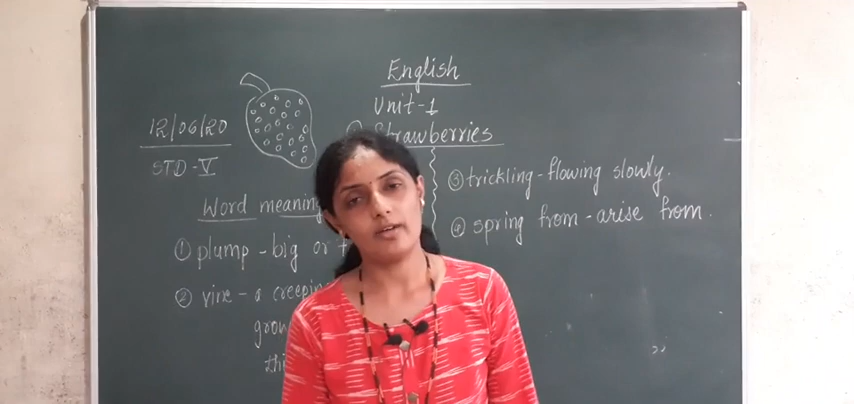 English
Unit-1
Strawberries
12/06/20
STD-V
Word meaning
① plump - big or
② vine - a creepin
grow
thi
③ trickling - flowing slowly.
④ spring from - arise from.